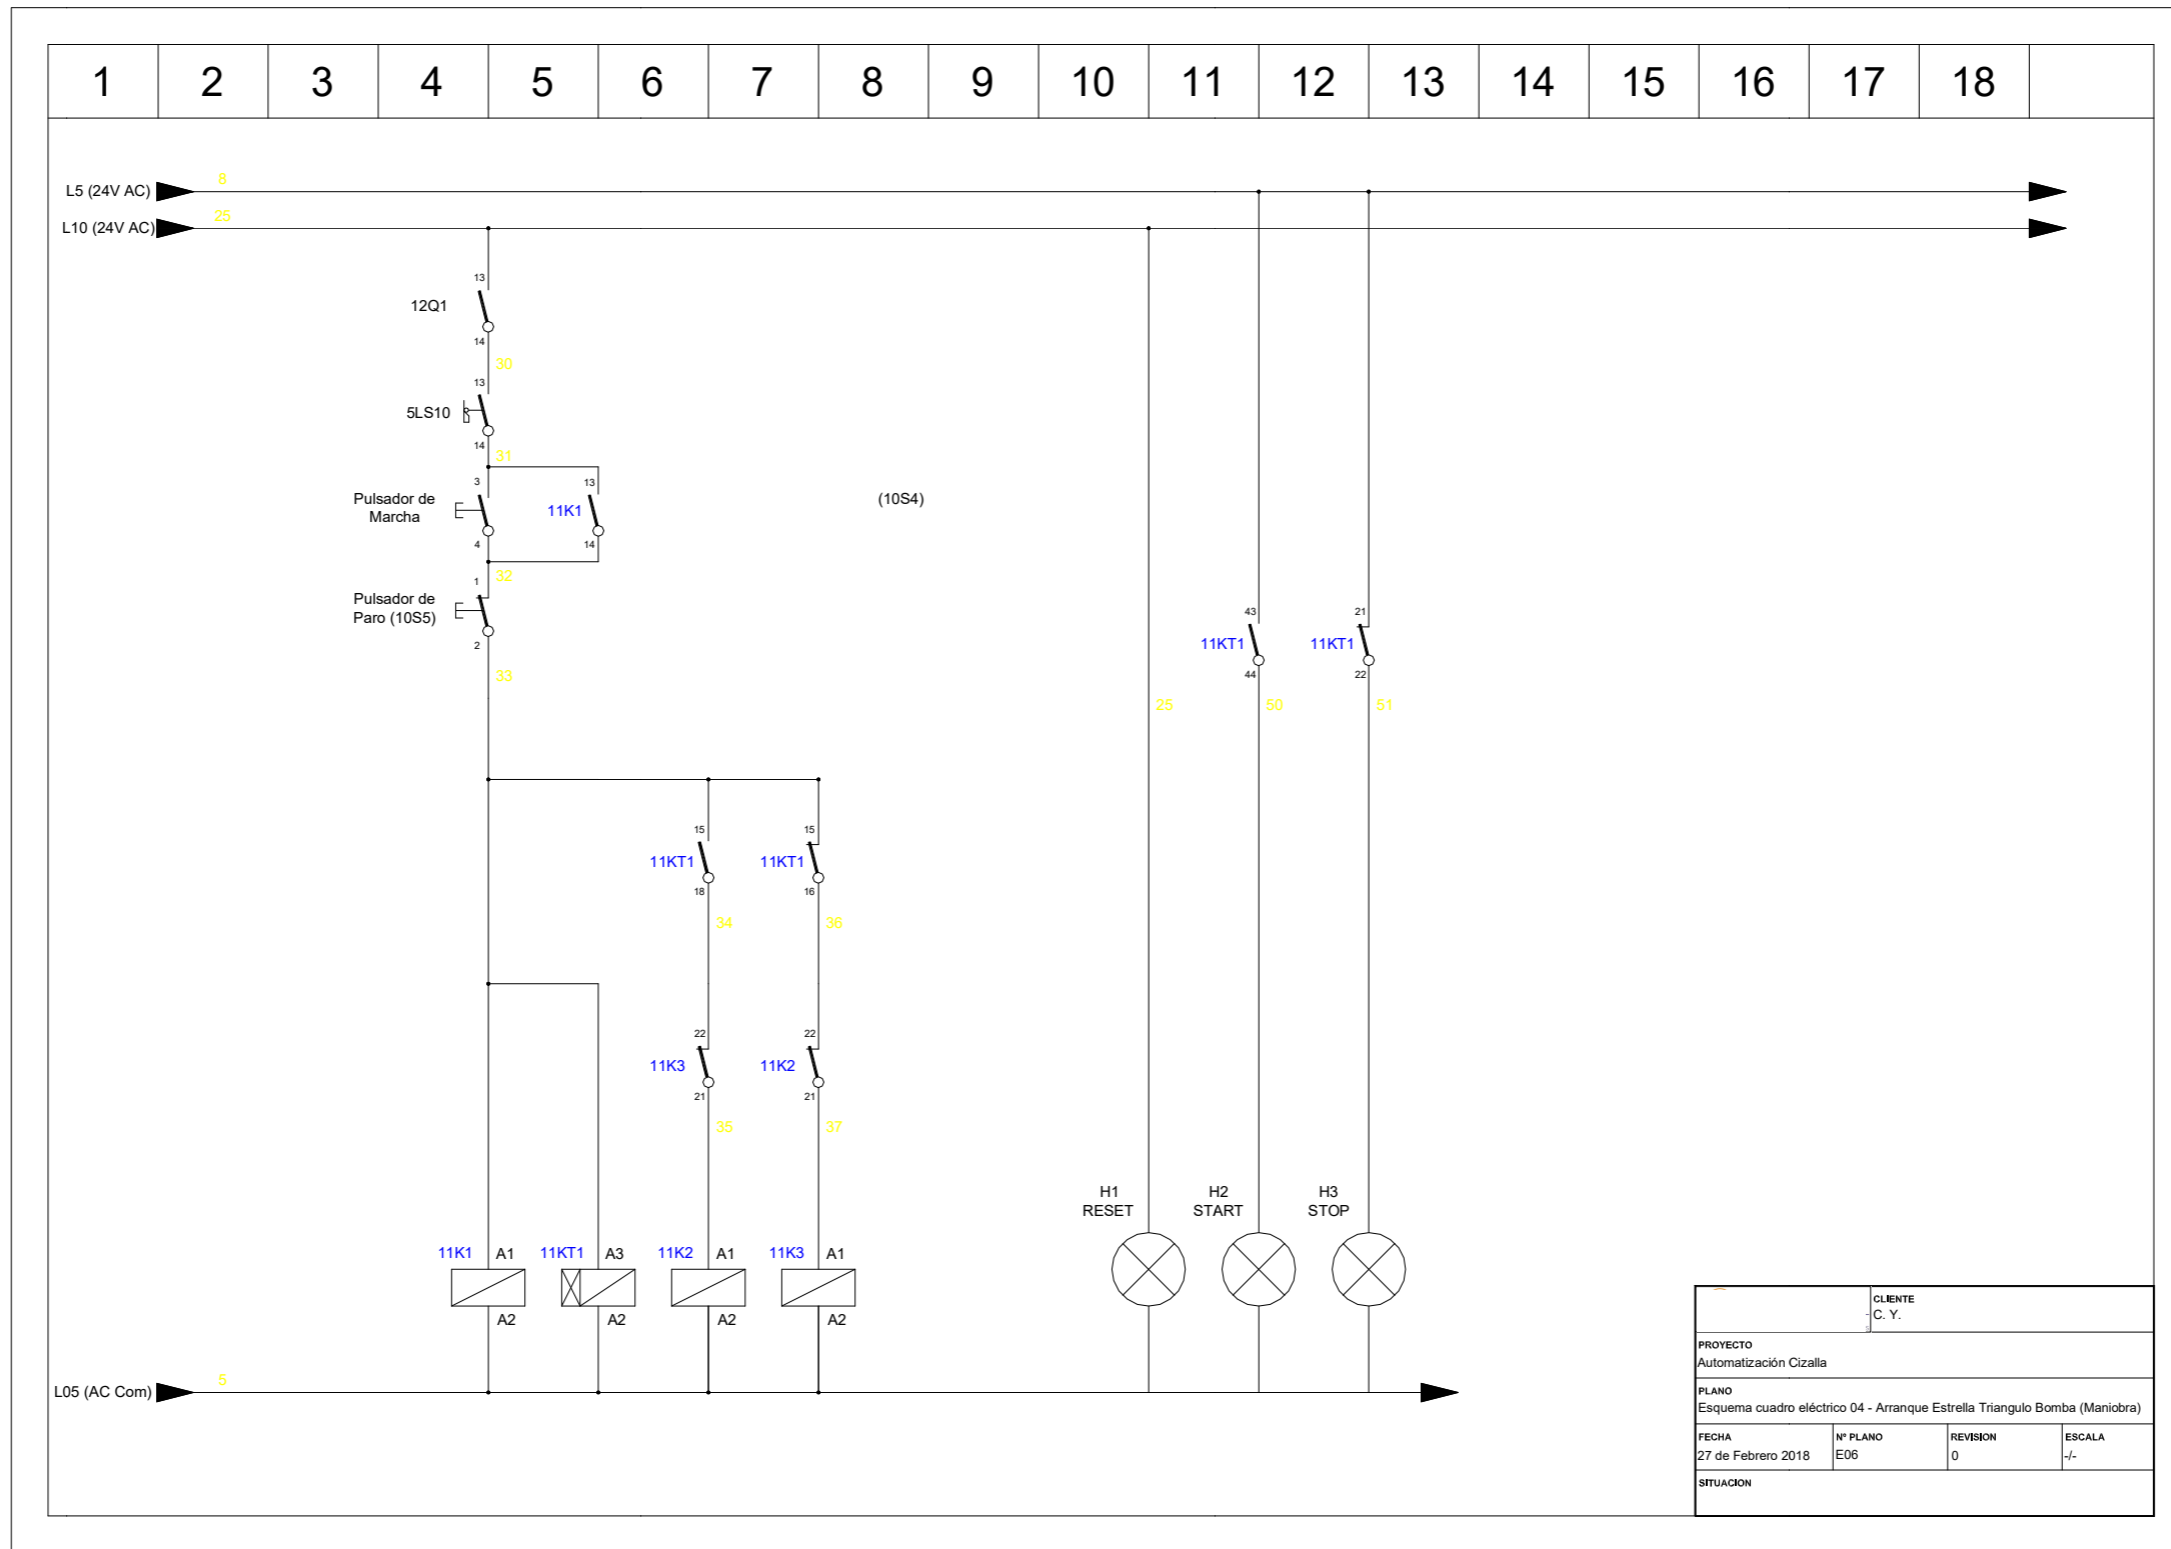 1 2 3 4 5 6 7 8 9 10 11 12 13 14 15 16 17 18
L5 (24V AC) 8
L10 (24V AC) 25
13
12Q1
14
30
13
5LS10
14
31
3 13
Pulsador de
Marcha
11K1
(10S4)
4 14
32
1
Pulsador de
Paro (10S5)
2
33
43 21
11KT1 11KT1
44 22
25 50 51
15 15
11KT1 11KT1
18 16
34 36
22 22
11K3 11K2
21 21
35 37
H1 H2 H3
RESET START STOP
11K1 A1 11KT1 A3 11K2 A1 11K3 A1
A2 A2 A2 A2
L05 (AC Com) 5
CLIENTE
C. Y.
PROYECTO
Automatización Cizalla
PLANO
Esquema cuadro eléctrico 04 - Arranque Estrella Triangulo Bomba (Maniobra)
FECHA Nº PLANO REVISION ESCALA
27 de Febrero 2018 E06 0 -/-
SITUACION